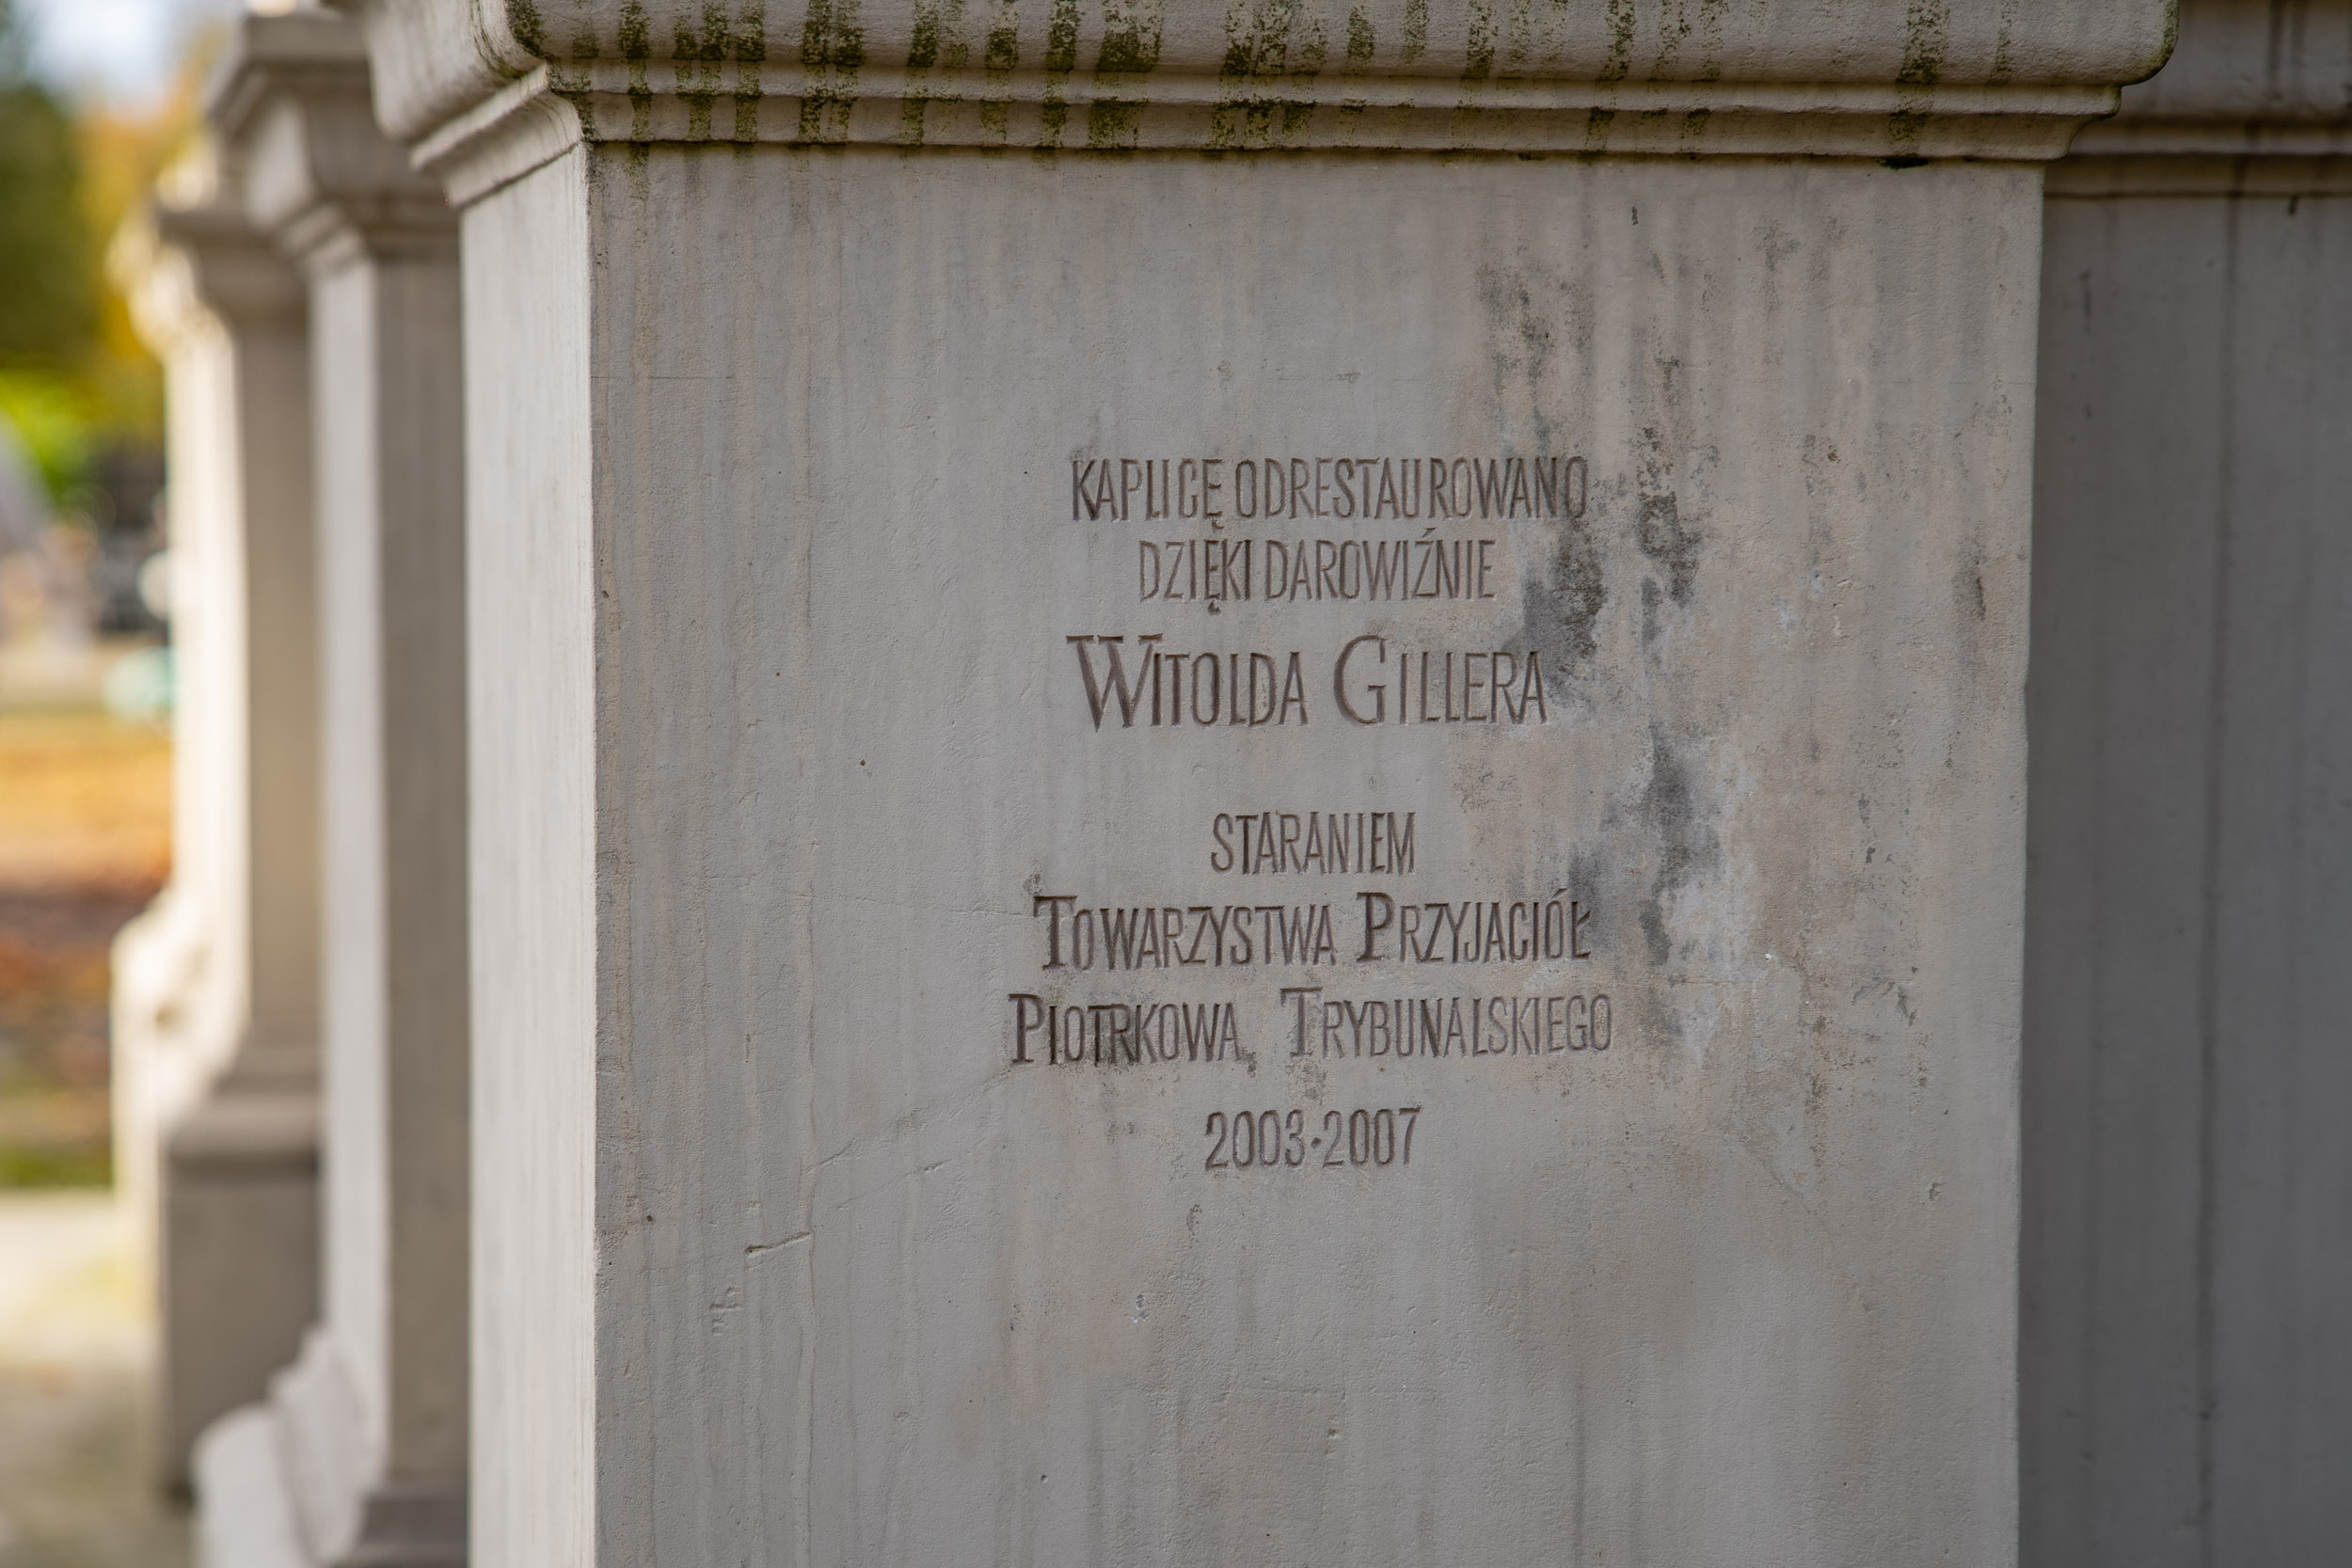 KAPLICĘ ODRESTAUROWANO
DZIĘKI DAROWIŹNIE
WITOLDA GILLERA
STARANIEM
TOWARZYSTWA PRZYJACIÓŁ
PIOTRKOWA TRYBUNALSKIEGO
2003-2007